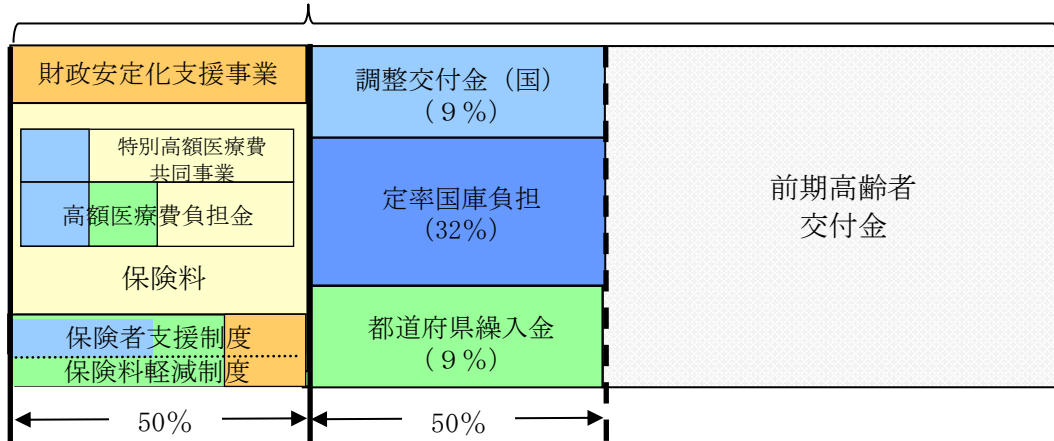 財政安定化支援事業
特別高額医療費
共同事業
高額医療費負担金
保険料
保険者支援制度
保険料軽減制度
50%
調整交付金（国）
（９％）
定率国庫負担
(32%)
都道府県繰入金
（９％）
50%
前期高齢者
交付金